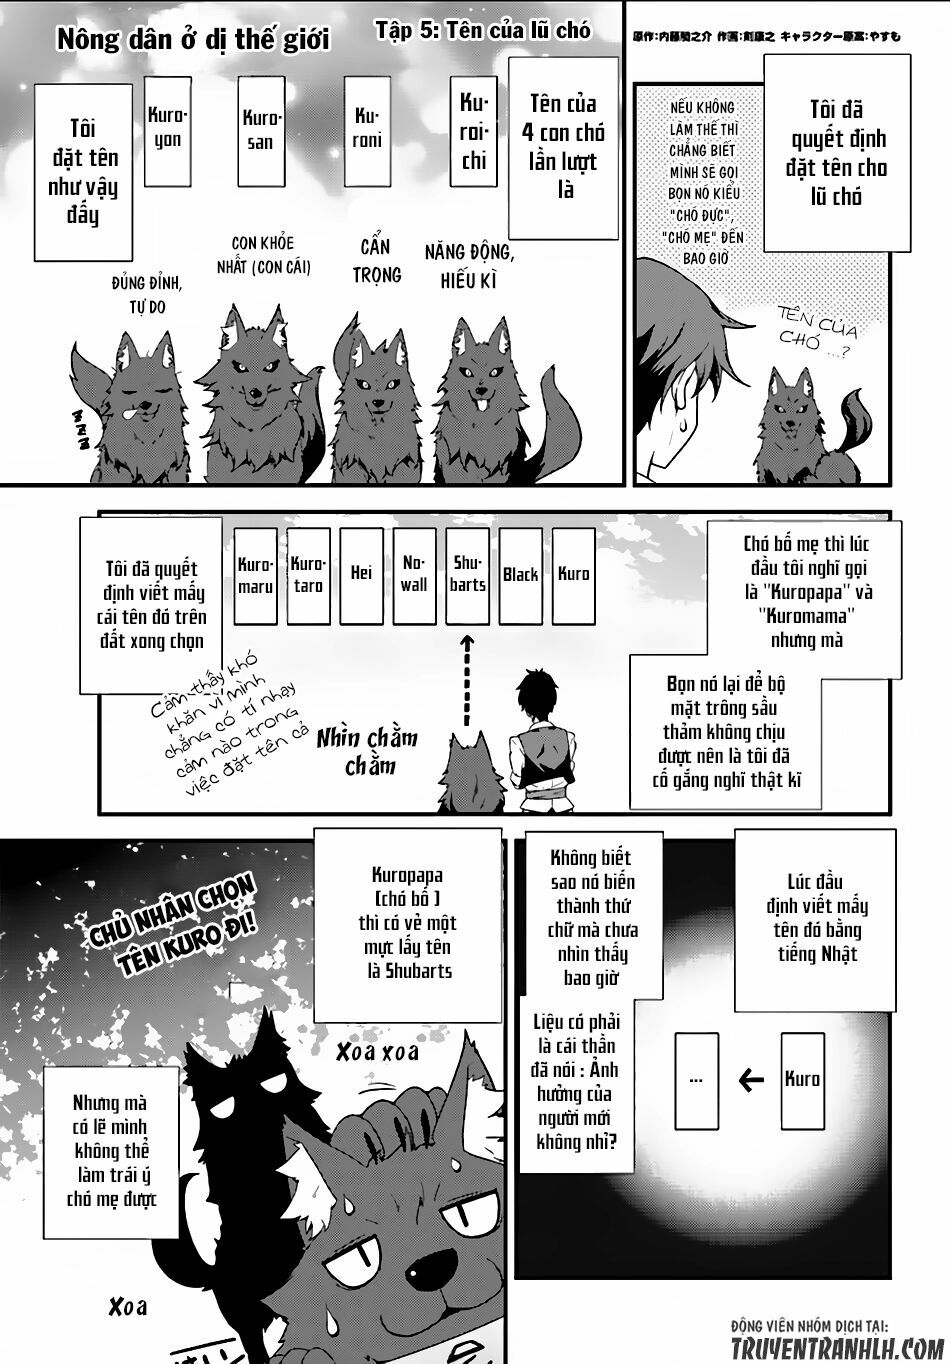 Nông dân ở dị thế giới
Tập 5: Tên của lũ chó
原作:内藤騎之介 作画:剣康之 キャラクター原案:やすも
Tôi đã
quyết định
đặt tên cho
lũ chó
NẾU KHÔNG
LÀM THẾ THÌ
CHẲNG BIẾT
MÌNH SẼ GỌI
BỌN NÓ KIỂU
"CHÓ ĐỰC",
"CHÓ MẸ" ĐẾN
BAO GIỜ
TÊN CỦA
CHÓ ...?
Tên của
4 con chó
lần lượt
là
Ku-
roi-
chi
Ku-
roni
Kuro-
san
Kuro-
yon
Tôi
đặt tên
như vậy
đấy
NĂNG ĐỘNG,
HIẾU KÌ
CẨN
TRỌNG
CON KHỎE
NHẤT (CON CÁI)
ĐỦNG ĐỈNH,
TỰ DO
Z
Z
Z
Chó bố mẹ thì lúc
đầu tôi nghĩ gọi
là "Kuropapa" và
"Kuromama"
nhưng mà
Bọn nó lại để bộ
mặt trông sầu
thảm không chịu
được nên là tôi đã
cố gắng nghĩ thật kĩ
Kuro
Black
Shu-
barts
No-
wall
Hei
Kuro-
taro
Kuro-
maru
Tôi đã quyết
định viết mấy
cái tên đó trên
đất xong chọn
Cảm thấy khó
khăn vì mình
chẳng có tí nhạy
cảm nào trong
việc đặt tên cả
Nhìn chằm
chằm
Lúc đầu
định viết mấy
tên đó bằng
tiếng Nhật
Không biết
sao nó biến
thành thứ
chữ mà chưa
nhìn thấy
bao giờ
Kuro
...
Liệu có phải
là cái thần
đã nói : Ảnh
hưởng của
người mới
không nhỉ?
Kuropapa
(chó bố )
thì có vẻ một
mực lấy tên
là Shubarts
CHỦ NHÂN CHỌN
TÊN KURO ĐI!
Xoa xoa
Nhưng mà
có lẽ mình
không thể
làm trái ý
chó mẹ được
Xoa
ĐỘNG VIÊN NHÓM DỊCH TẠI:
TRUYENTRANHLH.COM